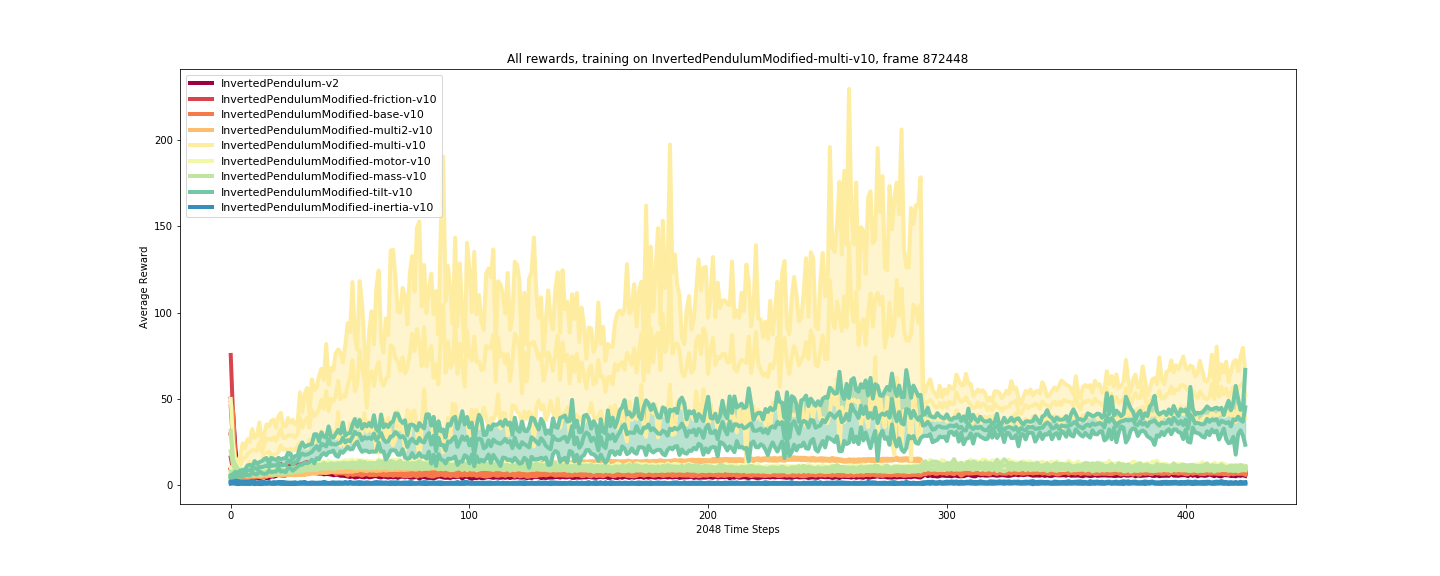 All rewards, training on InvertedPendulumModified-multi-v10, frame 872448
InvertedPendulum-v2
InvertedPendulumModified-friction-v10
InvertedPendulumModified-base-v10
InvertedPendulumModified-multi2-v10
InvertedPendulumModified-multi-v10
InvertedPendulumModified-motor-v10
InvertedPendulumModified-mass-v10
InvertedPendulumModified-tilt-v10
InvertedPendulumModified-inertia-v10
Average Reward
200
150
100
50
0
0 100 200 300 400
2048 Time Steps